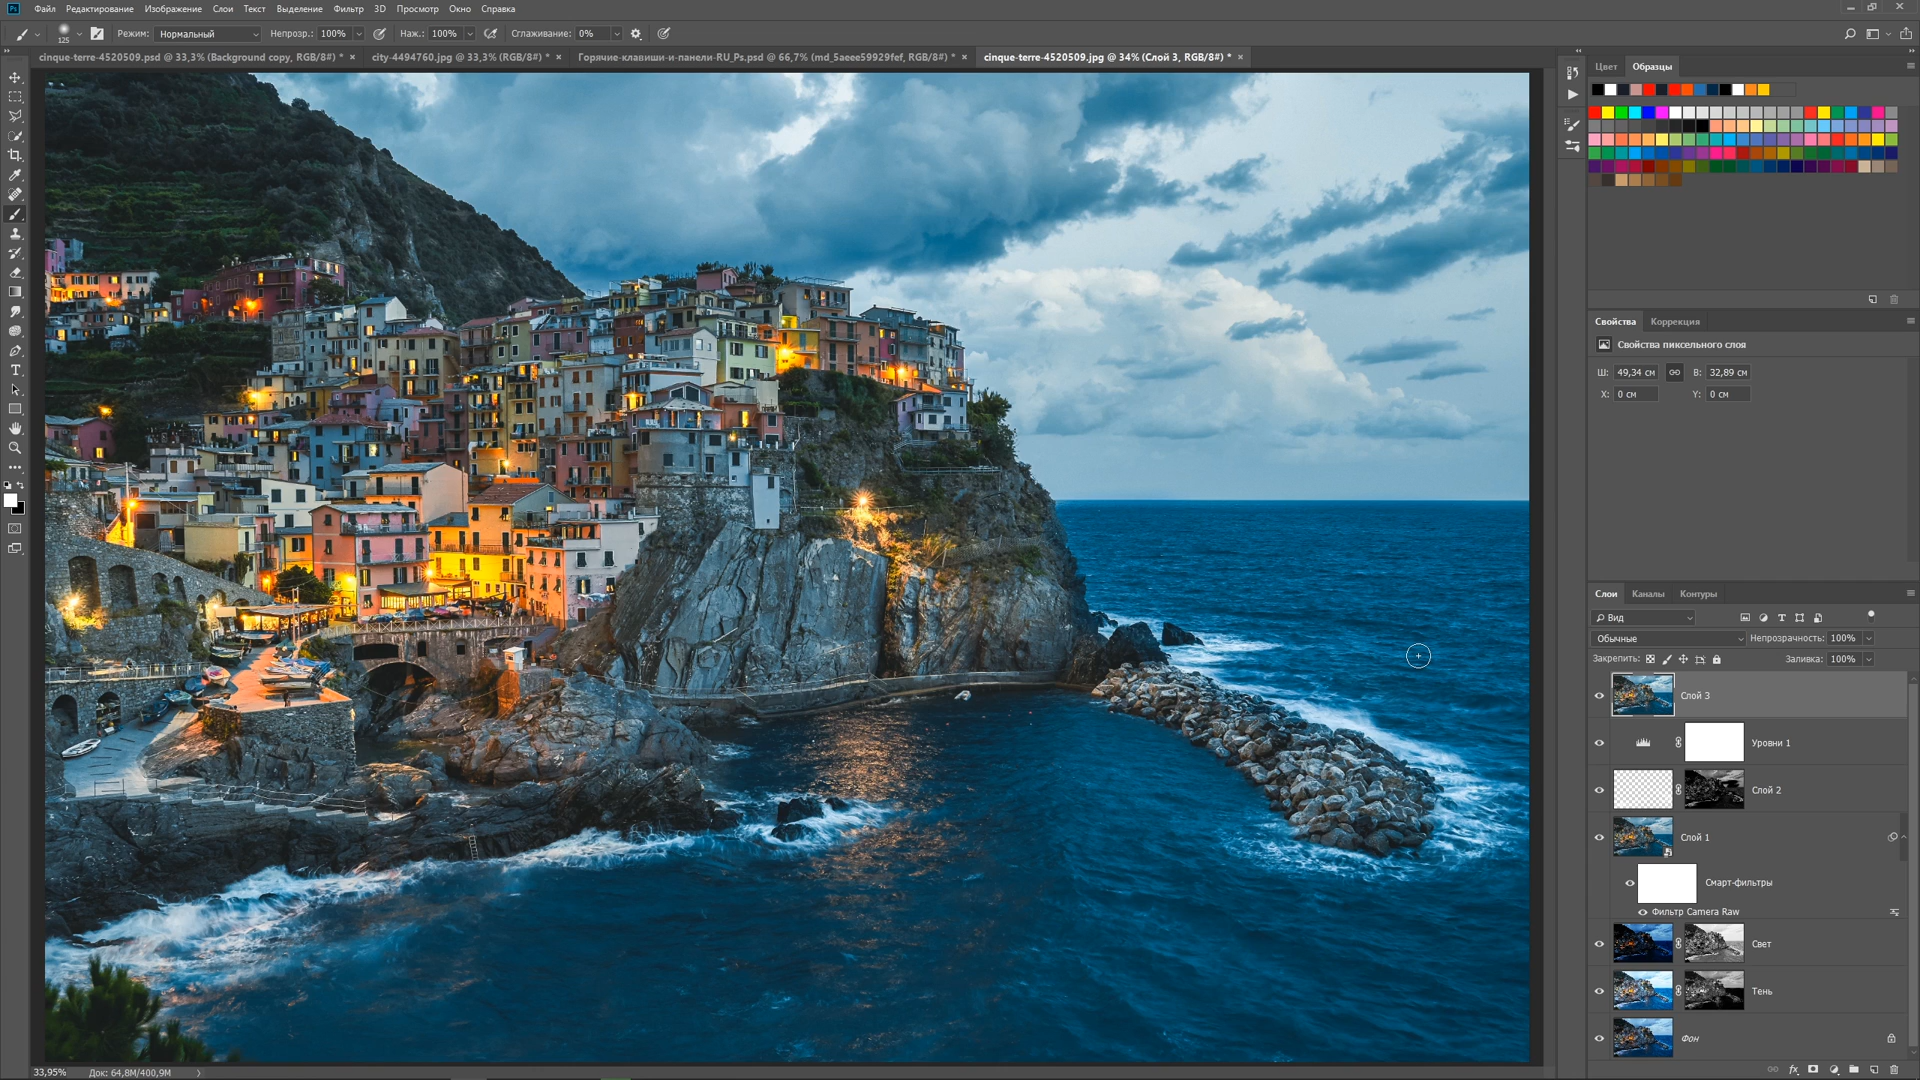 Ps Файл Редактирование Изображение Слои Текст Выделение Фильтр 3D Просмотр Окно Справка
125 Режим: Нормальный Непрозр.: 100% Наж.: 100% Сглаживание: 0%
cinque-terre-4520509.psd @ 33,3% (Background copy, RGB/8#) * × city-4494760.jpg @ 33,3% (RGB/8#) * × Горячие-клавиши-и-панели-RU_Ps.psd @ 66,7% (md_5aeee59929fef, RGB/8#) * × cinque-terre-4520509.jpg @ 34% (Слой 3, RGB/8#) * ×
Цвет Образцы
Свойства Коррекция
Свойства пиксельного слоя
Ш: 49,34 см В: 32,89 см
X: 0 см Y: 0 см
Слои Каналы Контуры
Вид
Обычные Непрозрачность: 100%
Закрепить: Заливка: 100%
Слой 3
Уровни 1
Слой 2
Слой 1
Смарт-фильтры
Фильтр Camera Raw
Свет
Тень
Фон
fx
33,95% Док: 64,8M/400,9M